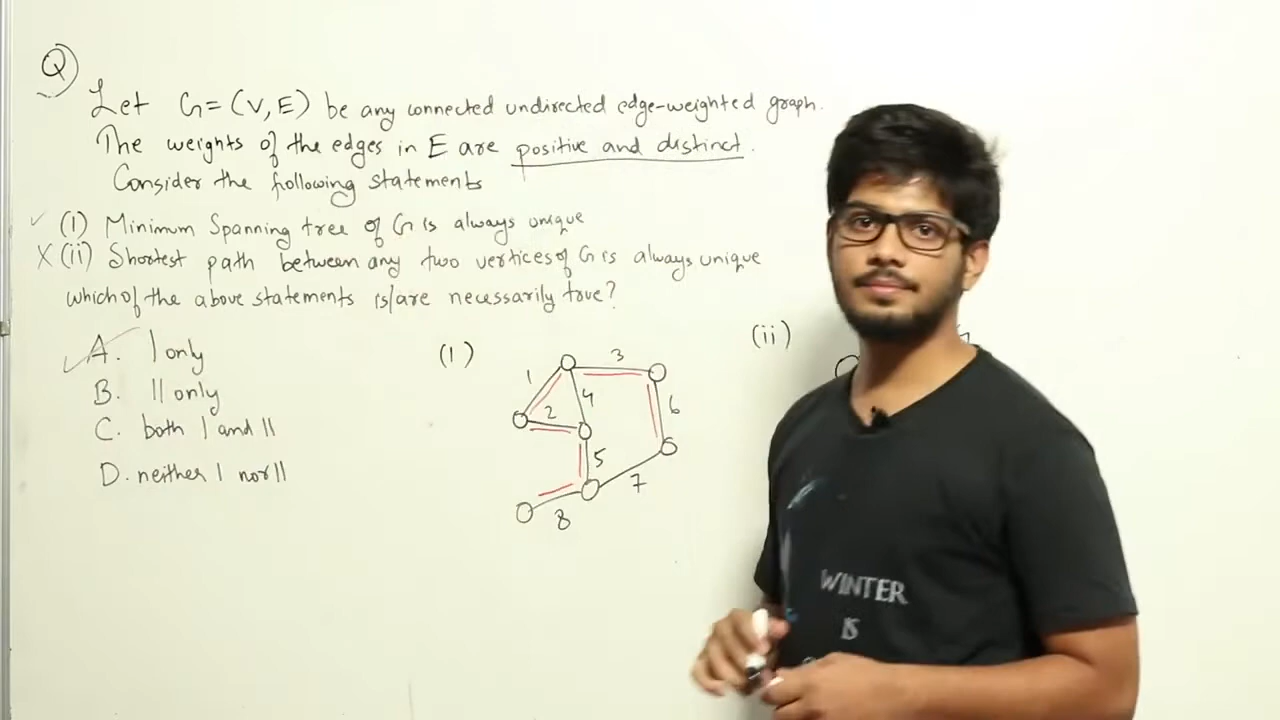 Q)
Let G=(V,E) be any connected undirected edge-weighted graph.
The weights of the edges in E are positive and distinct.
Consider the following statements
(I) Minimum Spanning tree of G is always unique
X (ii) Shortest path between any two vertices of G is always unique
which of the above statements is/are necessarily true?
A. I only
B. II only
C. both I and II
D. neither I nor II
(I)
1
3
2
4
6
5
7
8
(ii)
WINTER
IS